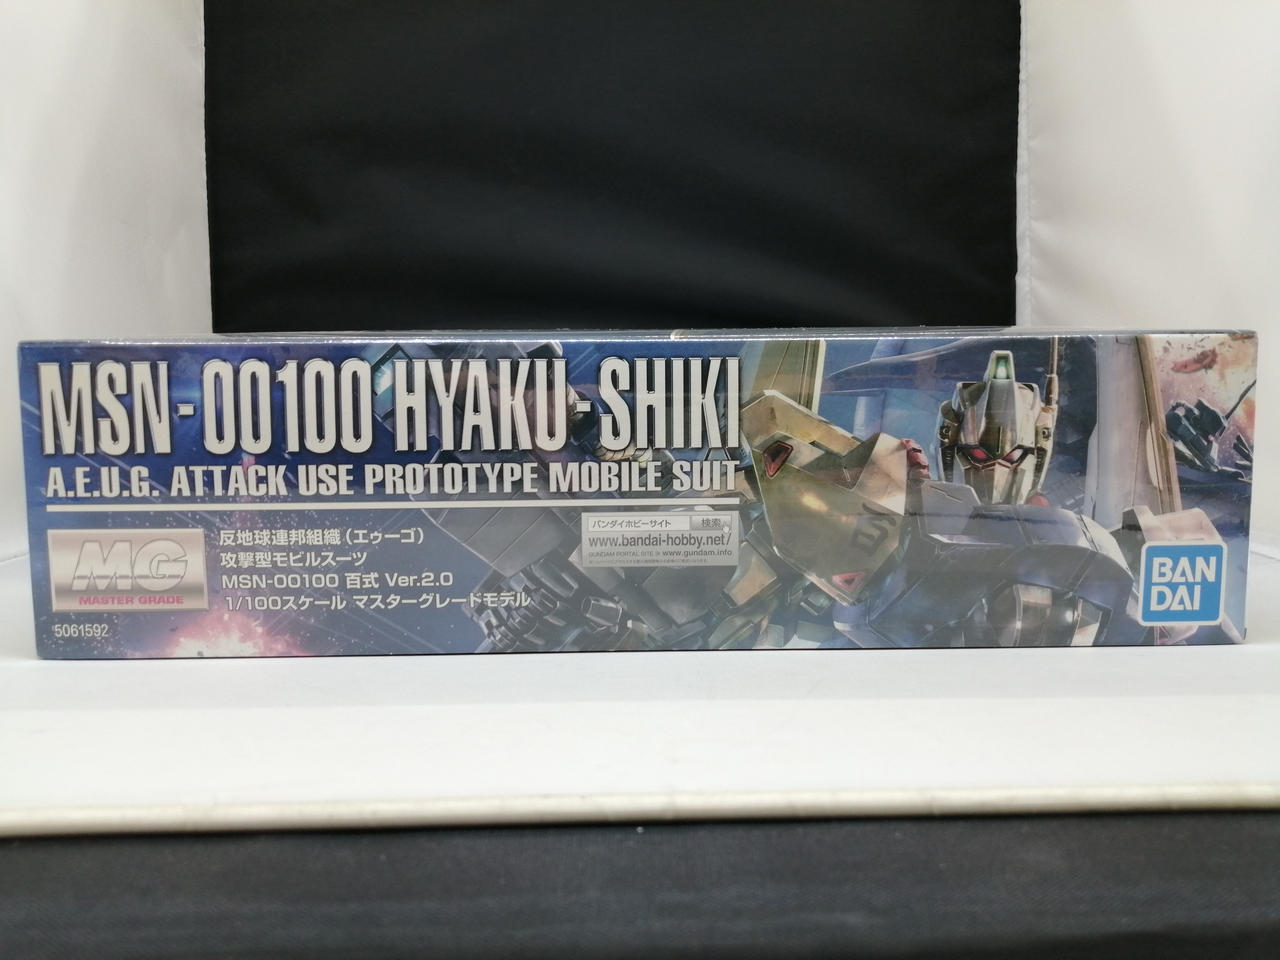 MSN-00100 HYAKU-SHIKI
A.E.U.G. ATTACK USE PROTOTYPE MOBILE SUIT
MG
MASTER GRADE
5061592
反地球連邦組織(エゥーゴ)
攻撃型モビルスーツ
MSN-00100 百式 Ver.2.0
1/100スケール マスターグレードモデル
バンダイホビーサイト 検索
www.bandai-hobby.net/
GUNDAM PORTAL SITE www.gundam.info
BAN
DAI